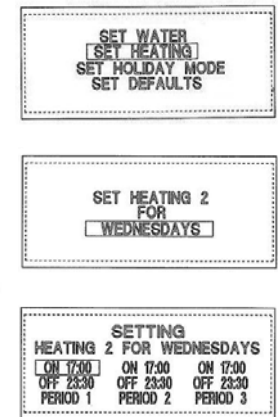 SET WATER
SET HEATING
SET HOLIDAY MODE
SET DEFAULTS
SET HEATING 2
FOR
WEDNESDAYS
SETTING
HEATING 2 FOR WEDNESDAYS
ON 17:00 ON 17:00 ON 17:00
OFF 23:30 OFF 23:30 OFF 23:30
PERIOD 1 PERIOD 2 PERIOD 3